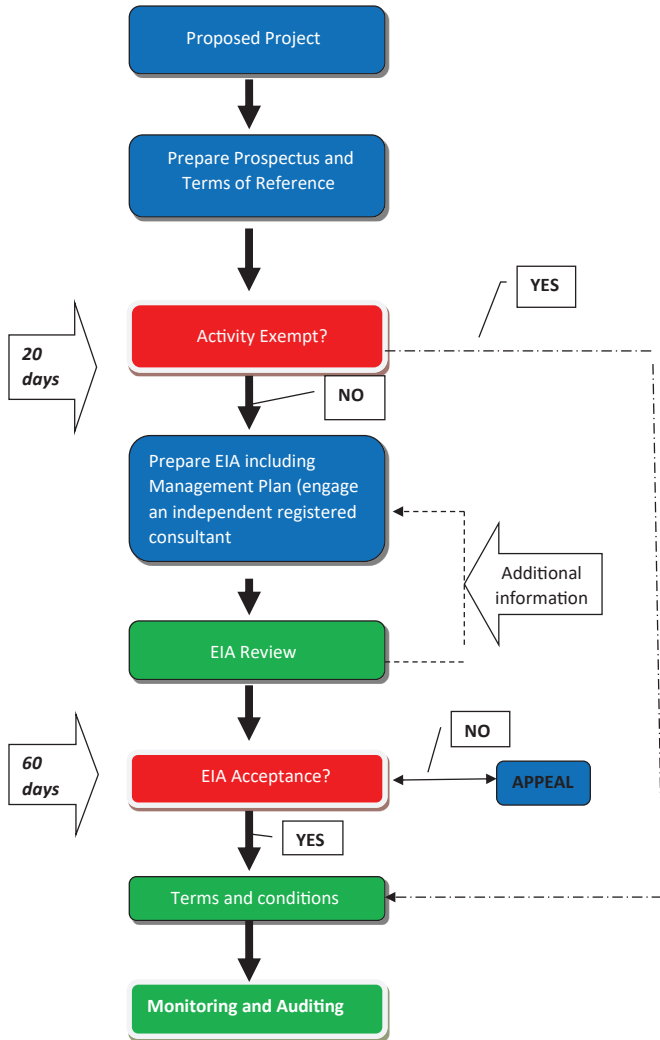 Proposed Project
Prepare Prospectus and
Terms of Reference
YES
Activity Exempt?
20
days
NO
Prepare EIA including
Management Plan (engage
an independent registered
consultant
Additional
information
EIA Review
NO
60
days
EIA Acceptance?
APPEAL
YES
Terms and conditions
Monitoring and Auditing